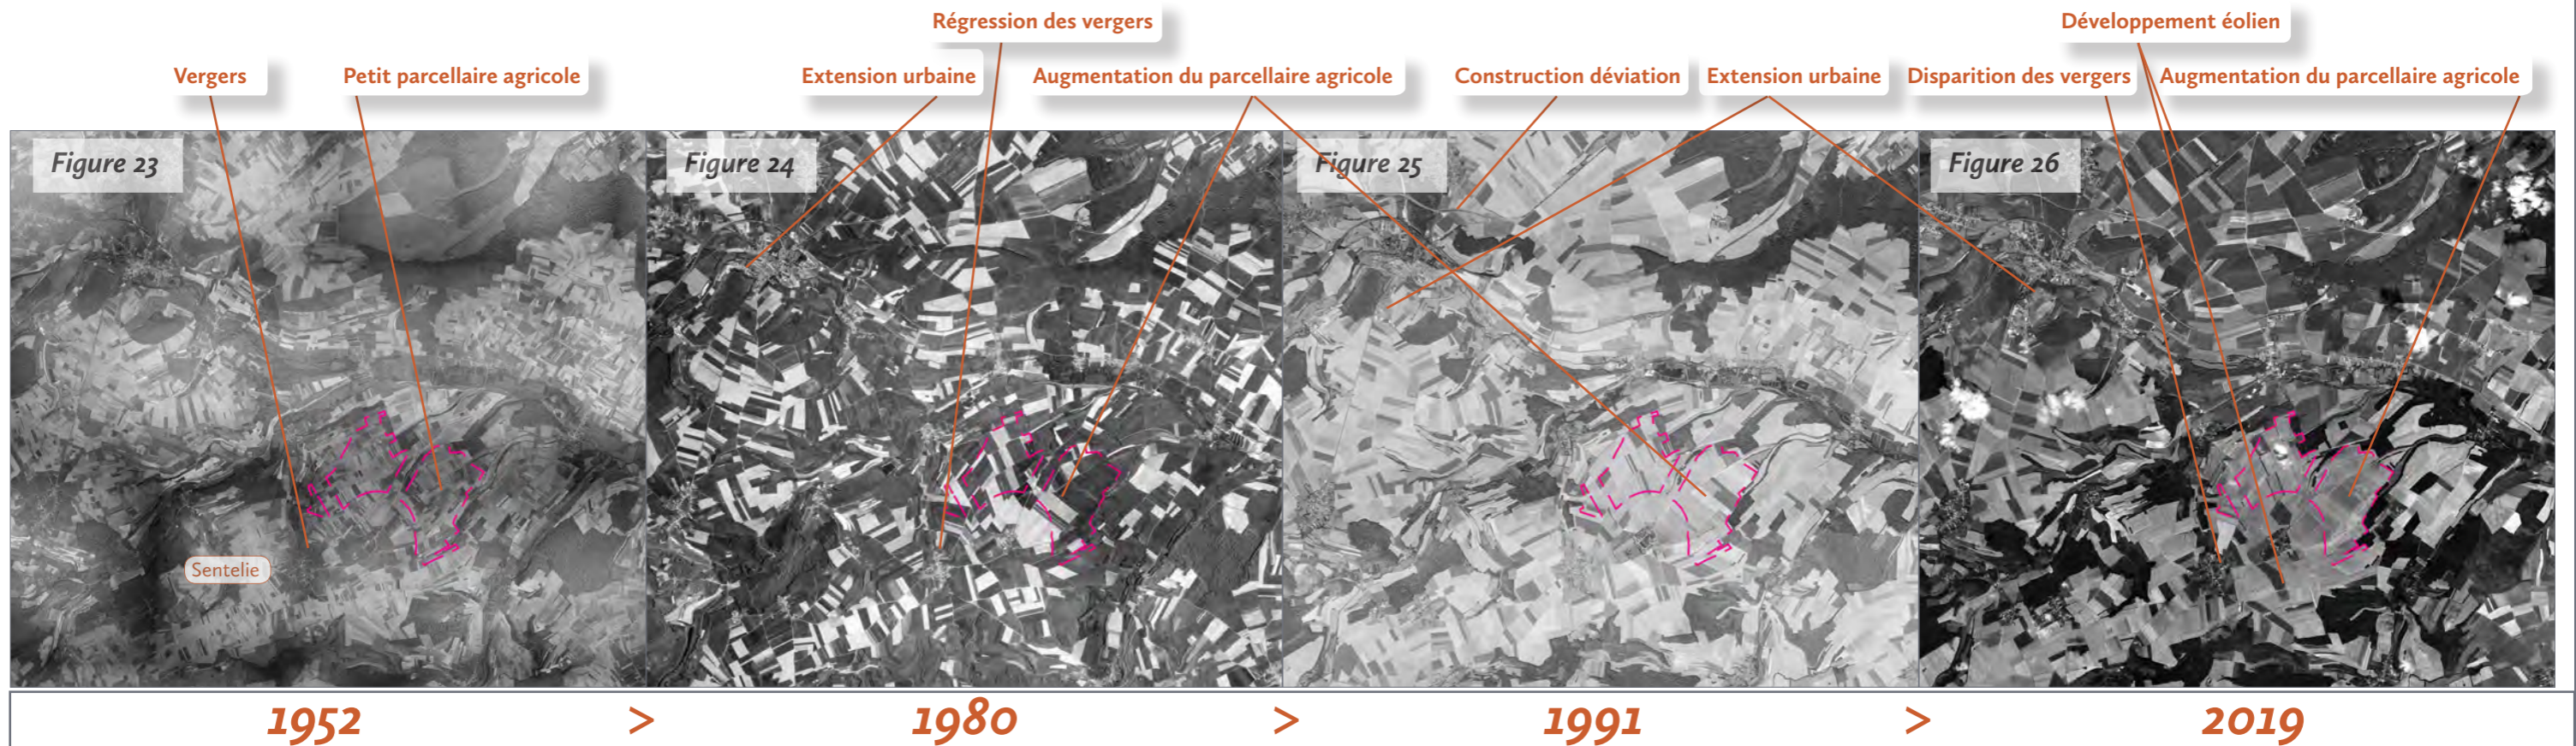 Régression des vergers
Développement éolien
Vergers
Petit parcellaire agricole
Extension urbaine
Augmentation du parcellaire agricole
Construction déviation
Extension urbaine
Disparition des vergers
Augmentation du parcellaire agricole
Figure 23
Figure 24
Figure 25
Figure 26
Sentelie
1952 > 1980 > 1991 > 2019